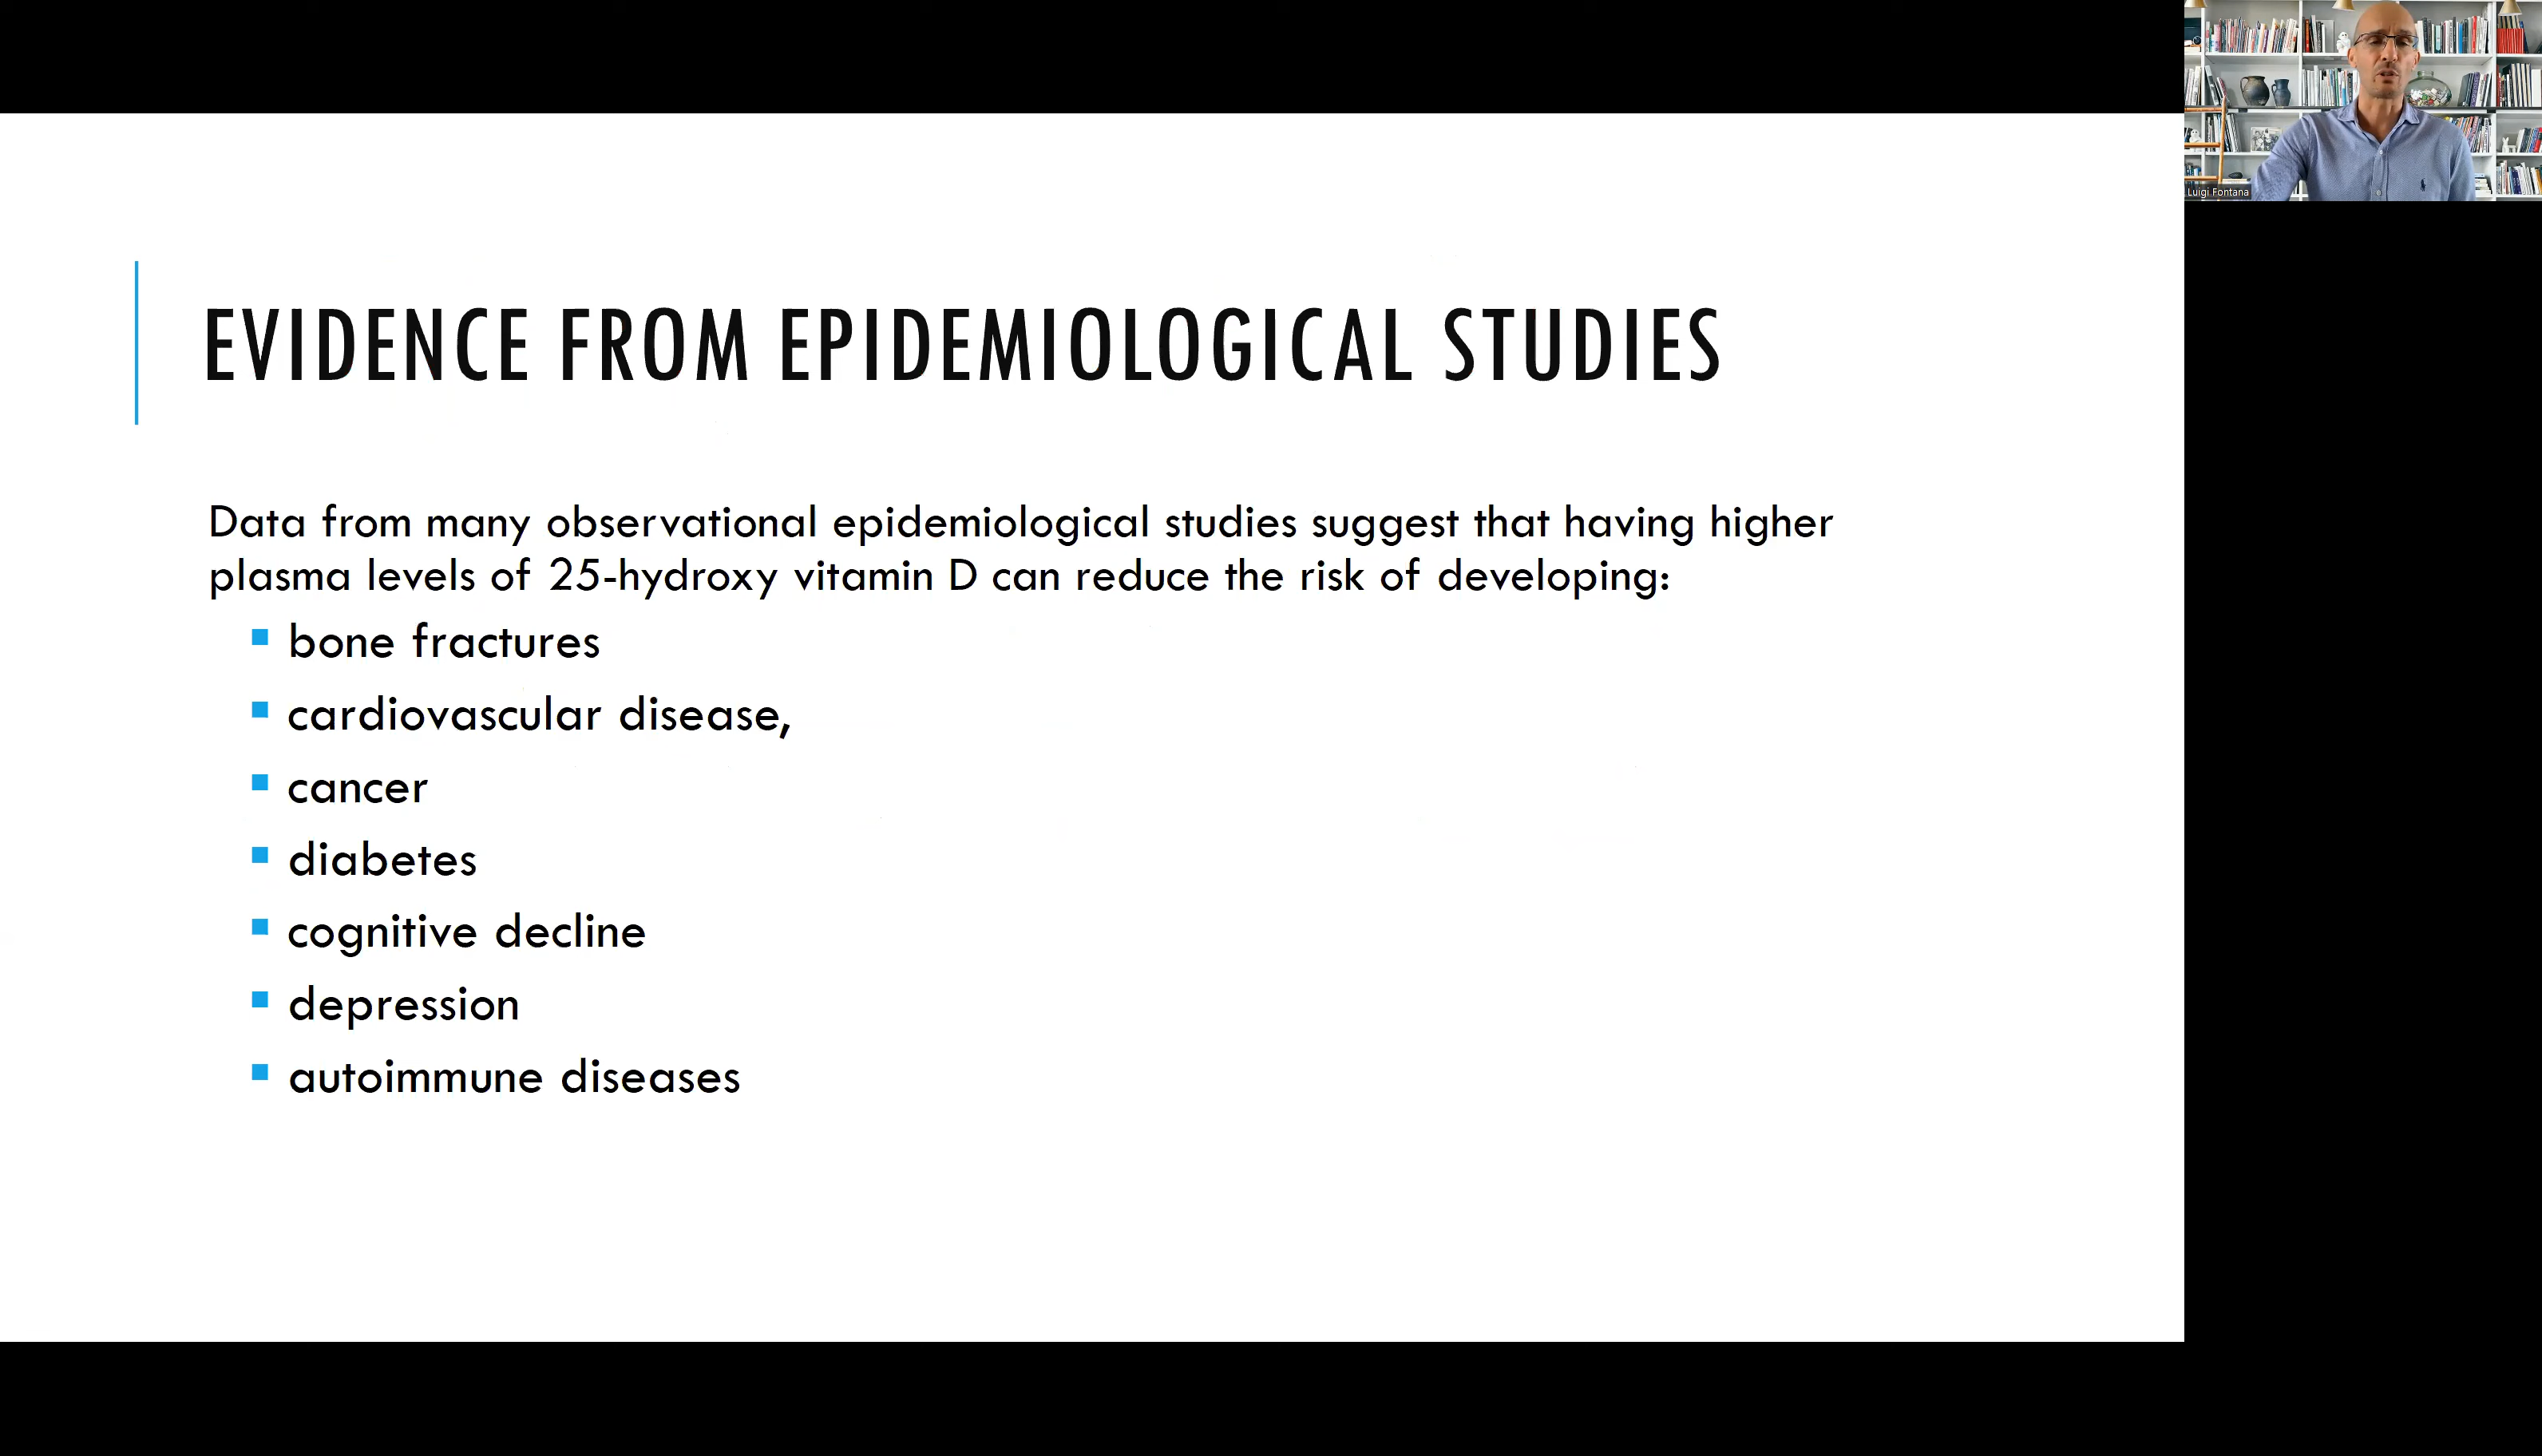 EVIDENCE FROM EPIDEMIOLOGICAL STUDIES
Data from many observational epidemiological studies suggest that having higher
plasma levels of 25-hydroxy vitamin D can reduce the risk of developing:
bone fractures
cardiovascular disease,
cancer
diabetes
cognitive decline
depression
autoimmune diseases
Luigi Fontana